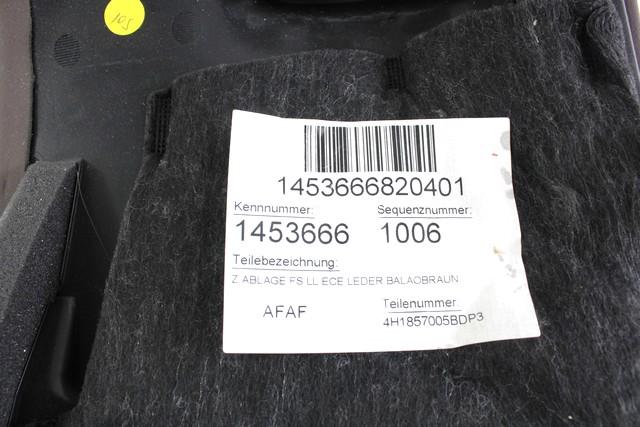 105
1453666820401
Kennnummer: Sequenznummer:
1453666 1006
Teilebezeichnung:
Z ABLAGE FS LL ECE LEDER BALAOBRAUN
AFAF Teilenummer:
4H1857005BDP3